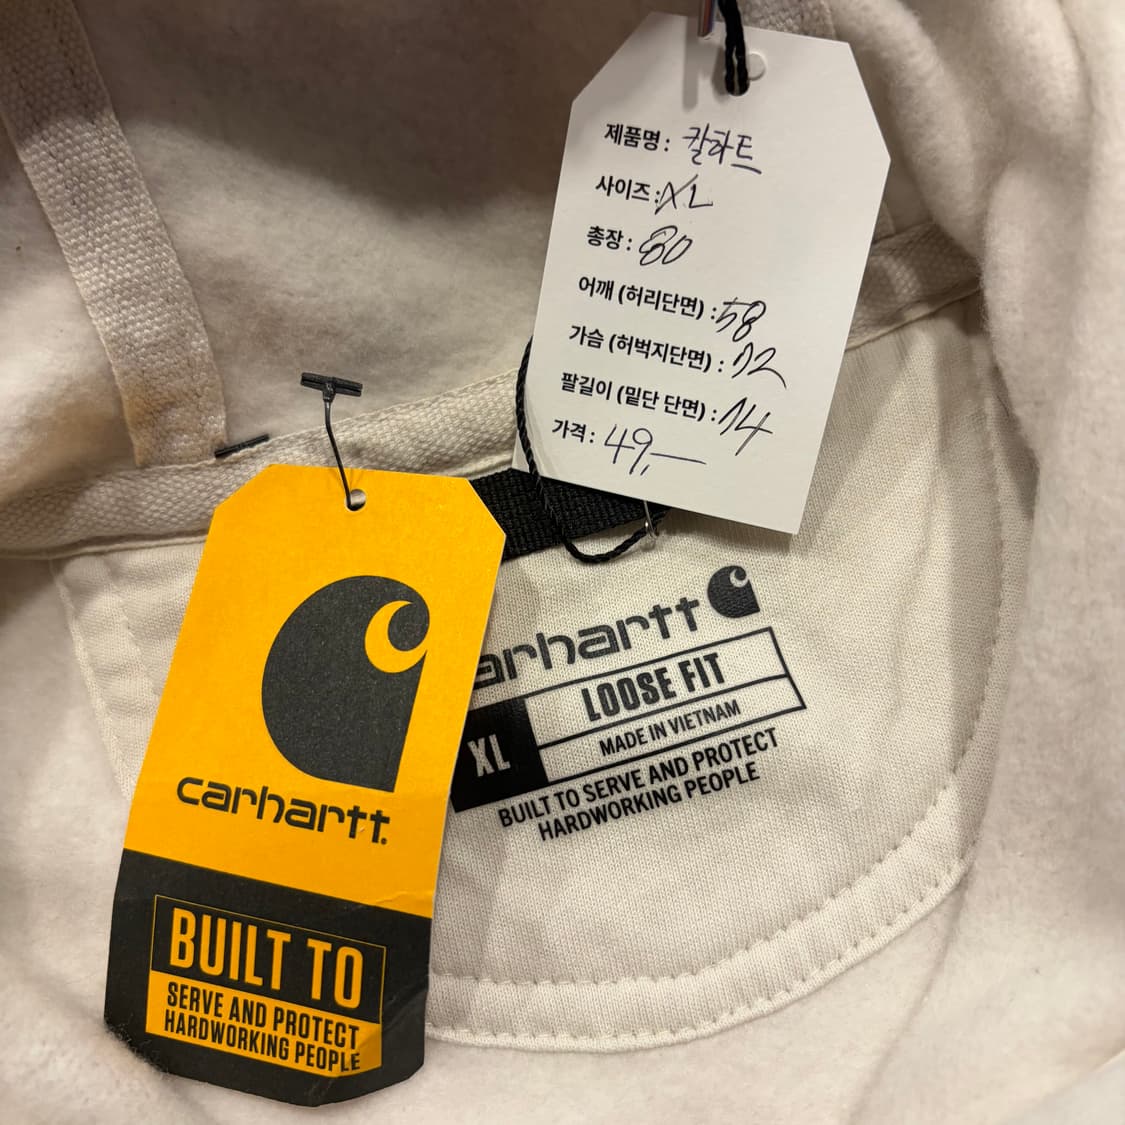 제품명 : 칼하트
사이즈 : XL
총장 : 80
어깨 (허리단면) : 58
가슴 (허벅지단면) : 72
팔길이 (밑단 단면) :
가격 : 49,—
carhartt
BUILT TO
SERVE AND PROTECT
HARDWORKING PEOPLE
arhartt
LOOSE FIT
XL
MADE IN VIETNAM
BUILT TO SERVE AND PROTECT
HARDWORKING PEOPLE